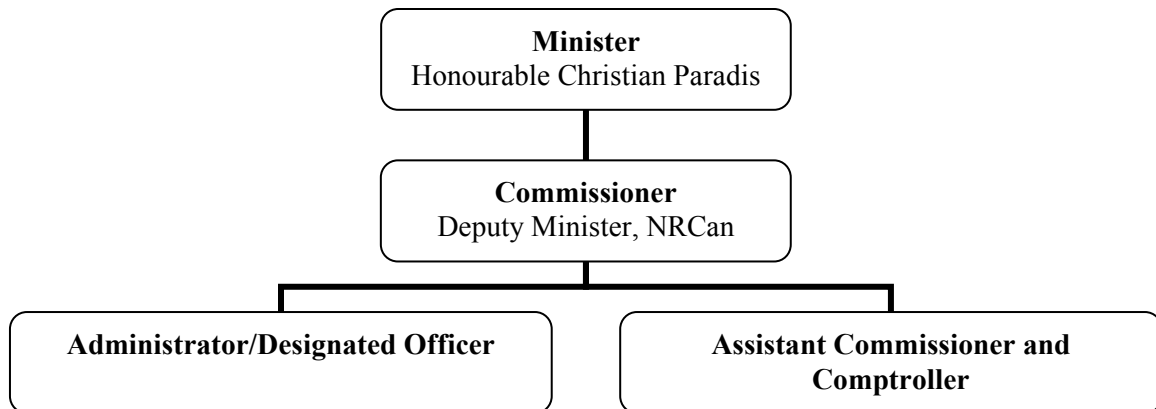 Minister
Honourable Christian Paradis
Commissioner
Deputy Minister, NRCan
Administrator/Designated Officer
Assistant Commissioner and
Comptroller